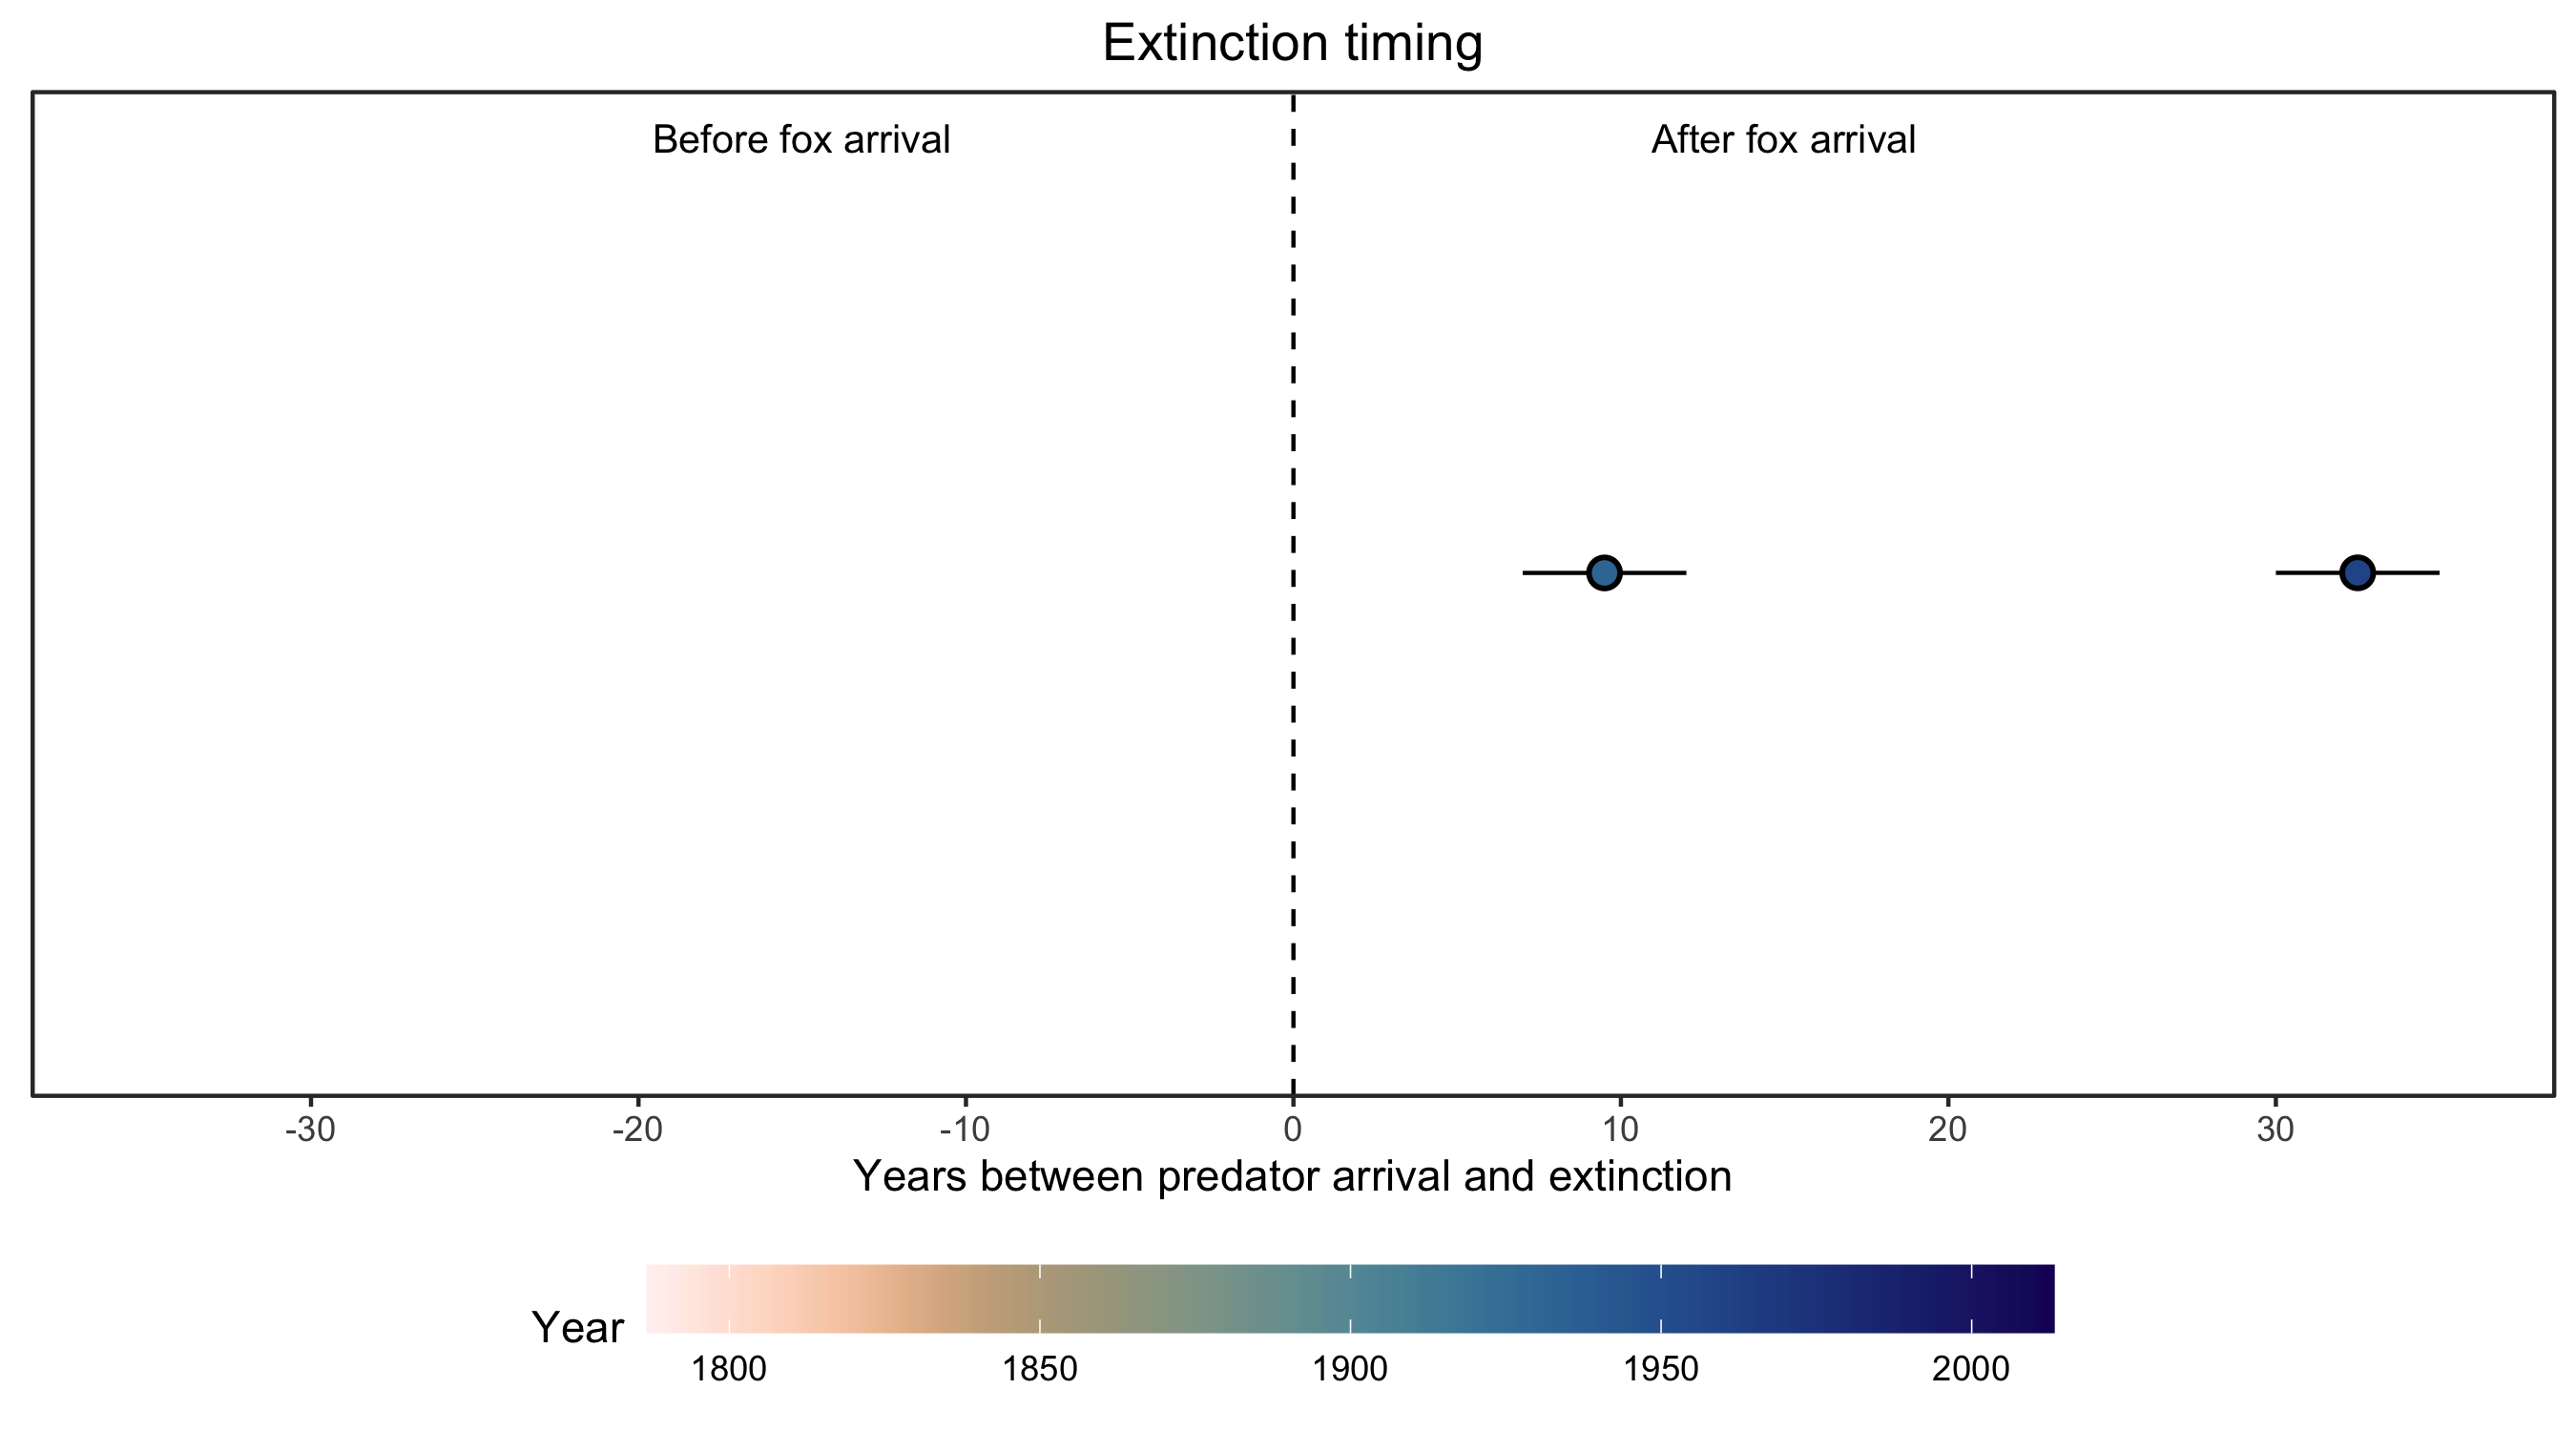 Extinction timing
Before fox arrival
After fox arrival
-30 -20 -10 0 10 20 30
Years between predator arrival and extinction
Year
1800 1850 1900 1950 2000